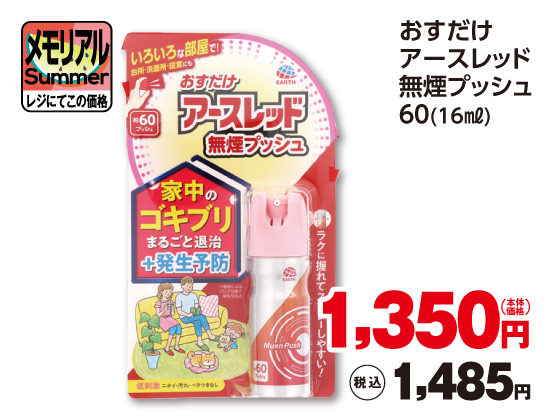 メモリアル
Summer
レジにてこの価格
いろいろな部屋で!
台所・洗面所・寝室にも
EARTH
おすだけ
アースレッド
無煙プッシュ
約60
プッシュ
家中の
ゴキブリ
まるごと退治
+発生予防
EARTH
ラクに握れて
しやすい!
Muen Push
約60
プッシュ
低刺激 ニオイ・汚れ・ベタつきなし
おすだけ
アースレッド
無煙プッシュ
60(16㎖)
1,350円(本体価格)
税込 1,485円